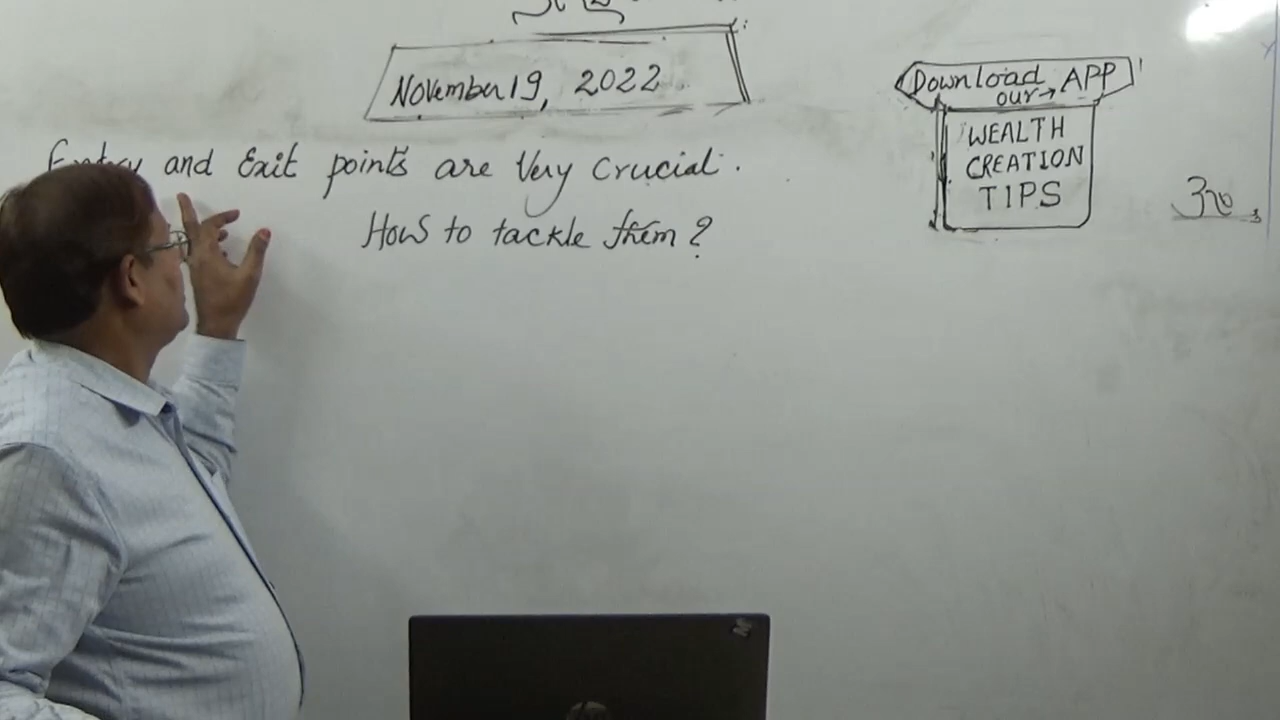 November 19, 2022
Entry and Exit points are Very Crucial.
How to tackle them?
Download
our→ APP
WEALTH
CREATION
TIPS